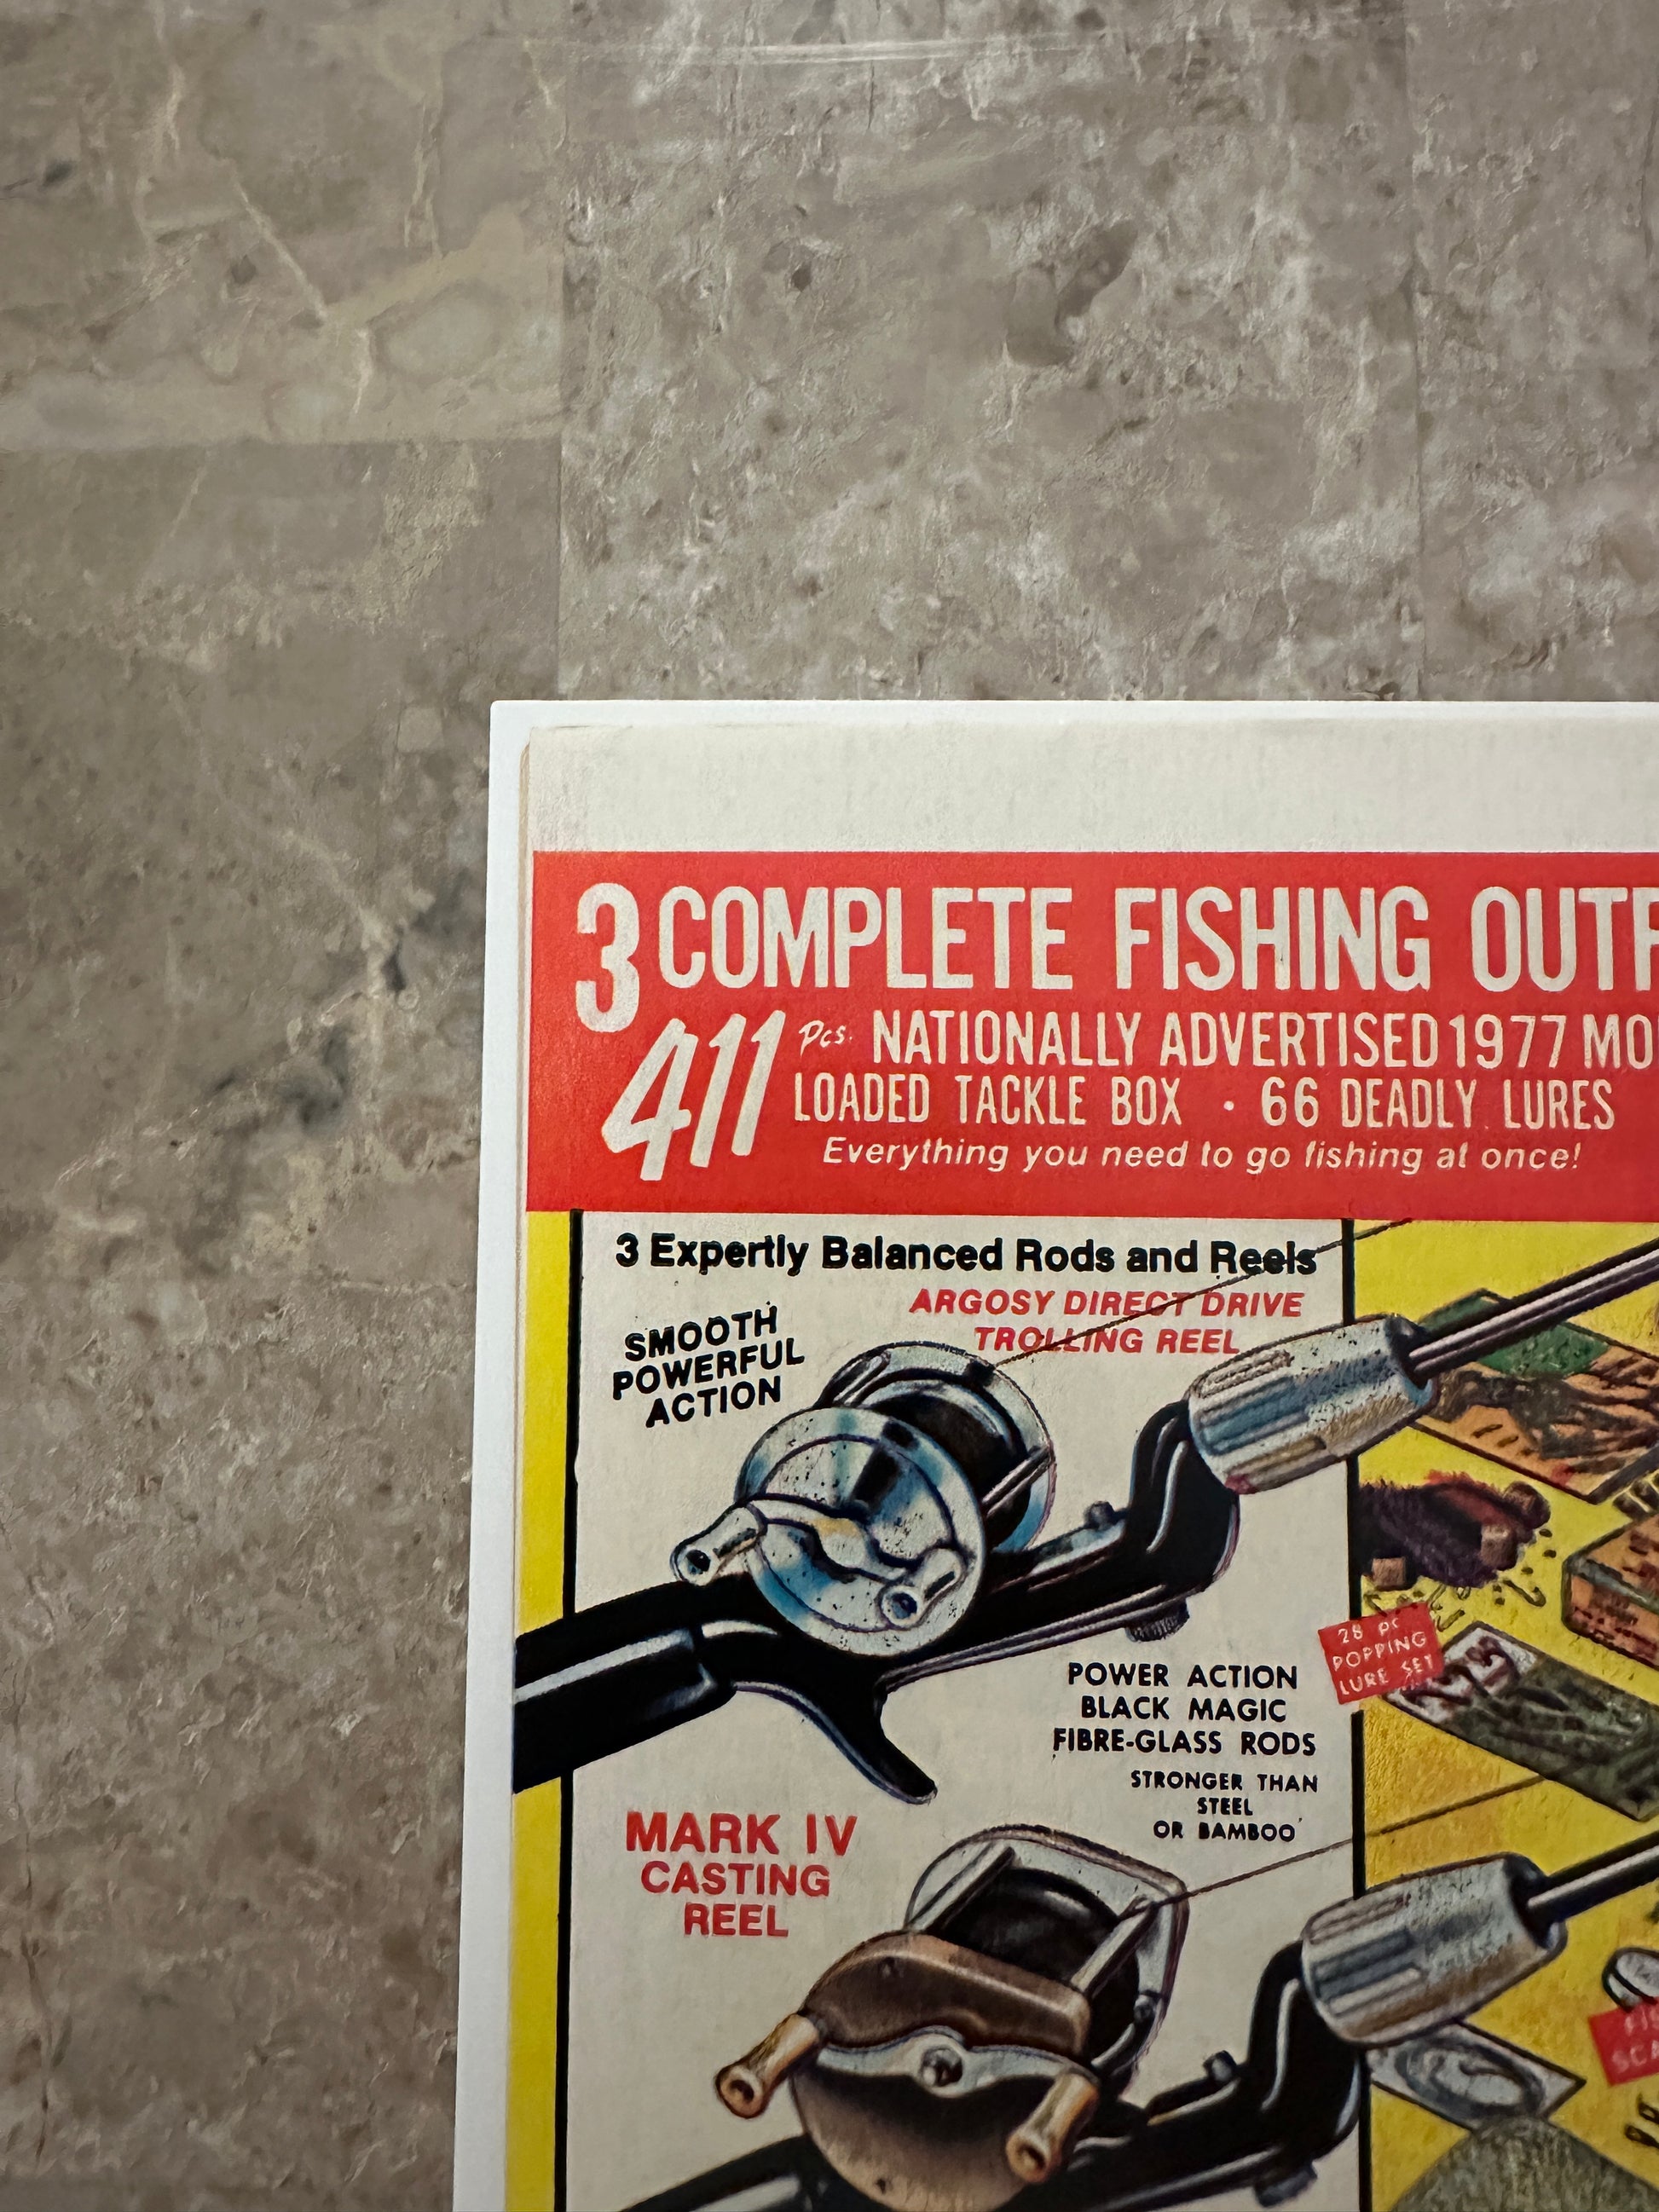 3 COMPLETE FISHING OUTF
411 Pcs. NATIONALLY ADVERTISED 1977 MO
LOADED TACKLE BOX • 66 DEADLY LURES
Everything you need to go fishing at once!
3 Expertly Balanced Rods and Reels
ARGOSY DIRECT DRIVE
TROLLING REEL
SMOOTH
POWERFUL
ACTION
28 pc
POPPING
LURE SET
POWER ACTION
BLACK MAGIC
FIBRE-GLASS RODS
STRONGER THAN
STEEL
OR BAMBOO
MARK IV
CASTING
REEL